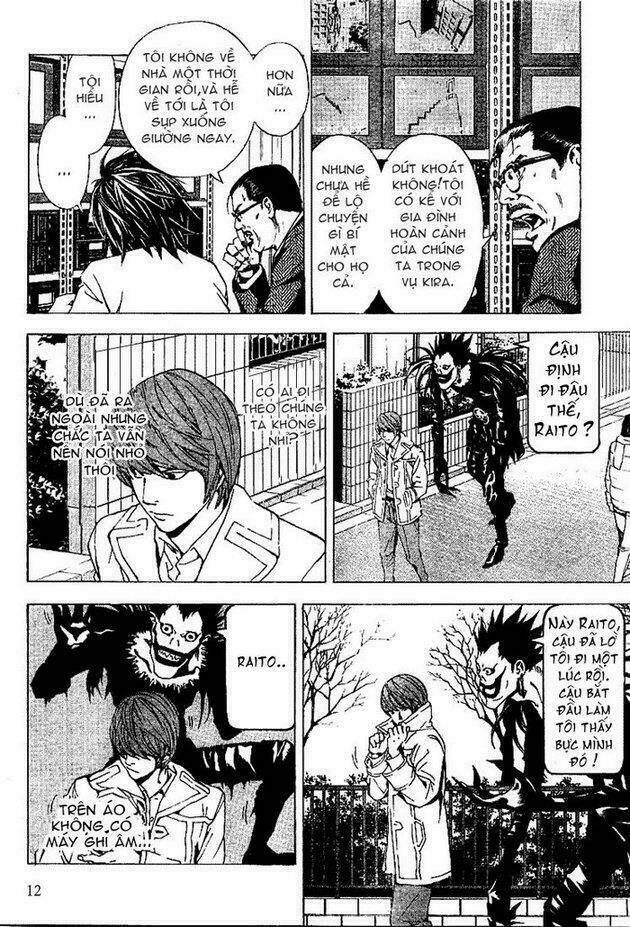 DỨT KHOÁT
KHÔNG! TÔI
CÓ KỂ VỚI
GIA ĐÌNH
HOÀN CẢNH
CỦA CHÚNG
TA TRONG
VỤ KIRA.
NHƯNG
CHƯA HỀ
ĐỂ LỘ
CHUYỆN
GÌ BÍ
MẬT
CHO HỌ
CẢ.
HƠN
NỮA
...
TÔI KHÔNG VỀ
NHÀ MỘT THỜI
GIAN RỒI, VÀ HỄ
VỀ TỚI LÀ TÔI
SỤP XUỐNG
GIƯỜNG NGAY.
TÔI
HIỂU
...
...
CẬU
ĐỊNH
ĐI ĐÂU
THẾ,
RAITO?
CÓ AI ĐI
THEO CHÚNG
TA KHÔNG
NHỈ?
DÙ ĐÃ RA
NGOÀI NHƯNG
CHẮC TA VẪN
NÊN NÓI NHỎ
THÔI
NÀY RAITO,
CẬU ĐÃ LƠ
TÔI ĐI MỘT
LÚC RỒI.
CẬU BẮT
ĐẦU LÀM
TÔI THẤY
BỰC MÌNH
ĐÓ!
RAITO..
TRÊN ÁO
KHÔNG CÓ
MÁY GHI ÂM...
12